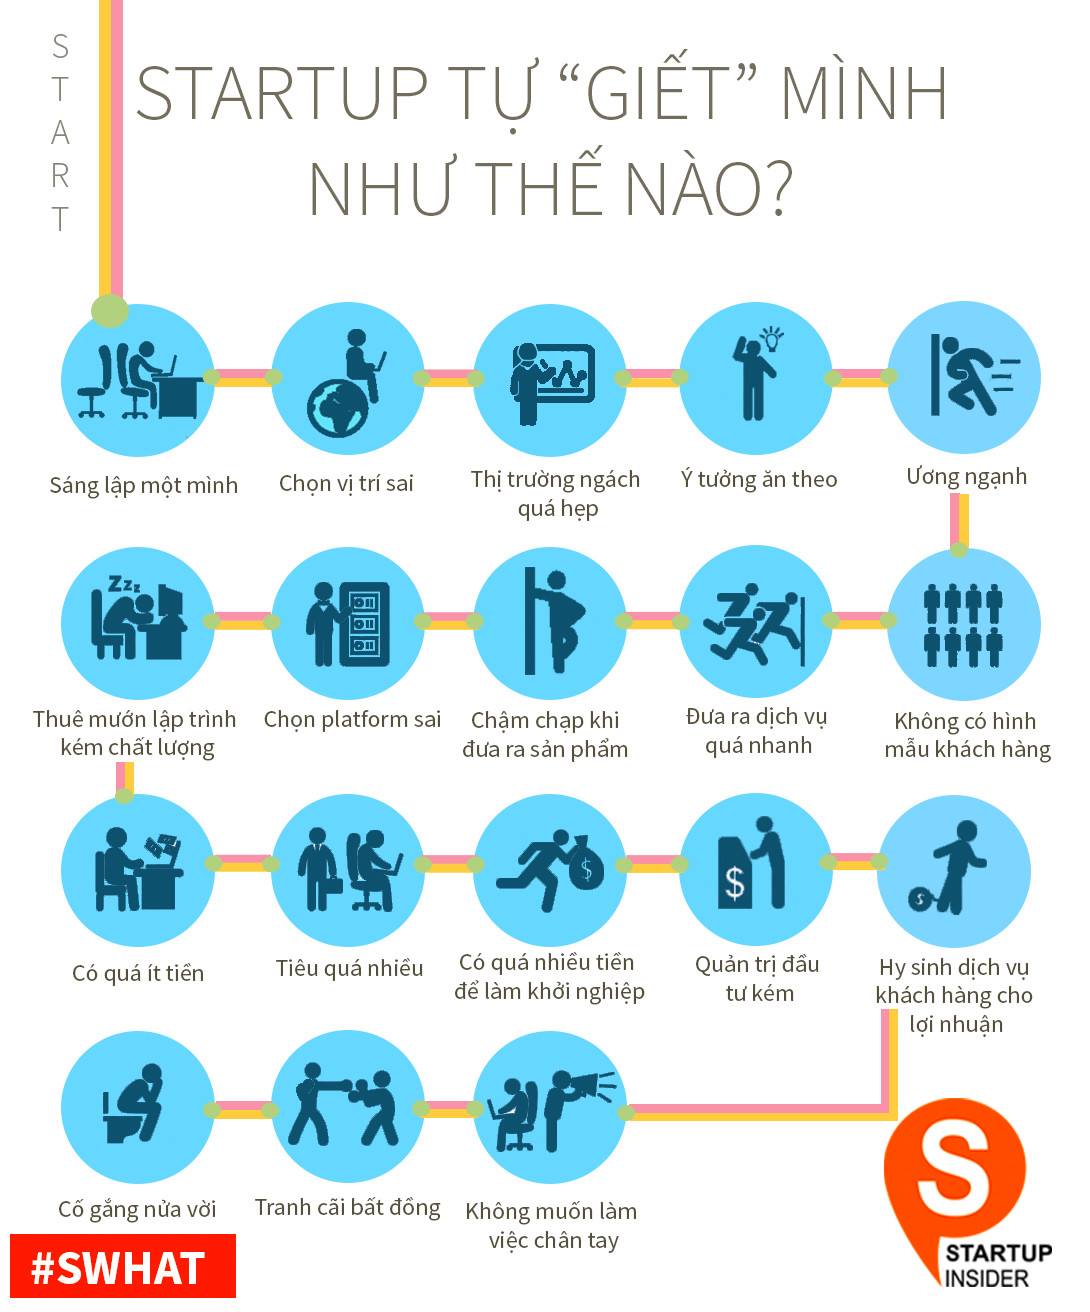 START
STARTUP TỰ “GIẾT” MÌNH
NHƯ THẾ NÀO?
Sáng lập một mình
Chọn vị trí sai
Thị trường ngách
quá hẹp
Ý tưởng ăn theo
Ương ngạnh
zzz
Thuê mướn lập trình
kém chất lượng
Chọn platform sai
Chậm chạp khi
đưa ra sản phẩm
Đưa ra dịch vụ
quá nhanh
Không có hình
mẫu khách hàng
Có quá ít tiền
Tiêu quá nhiều
$
Có quá nhiều tiền
để làm khởi nghiệp
$
Quản trị đầu
tư kém
$
Hy sinh dịch vụ
khách hàng cho
lợi nhuận
Cố gắng nửa vời
Tranh cãi bất đồng
Không muốn làm
việc chân tay
#SWHAT
S
STARTUP
INSIDER